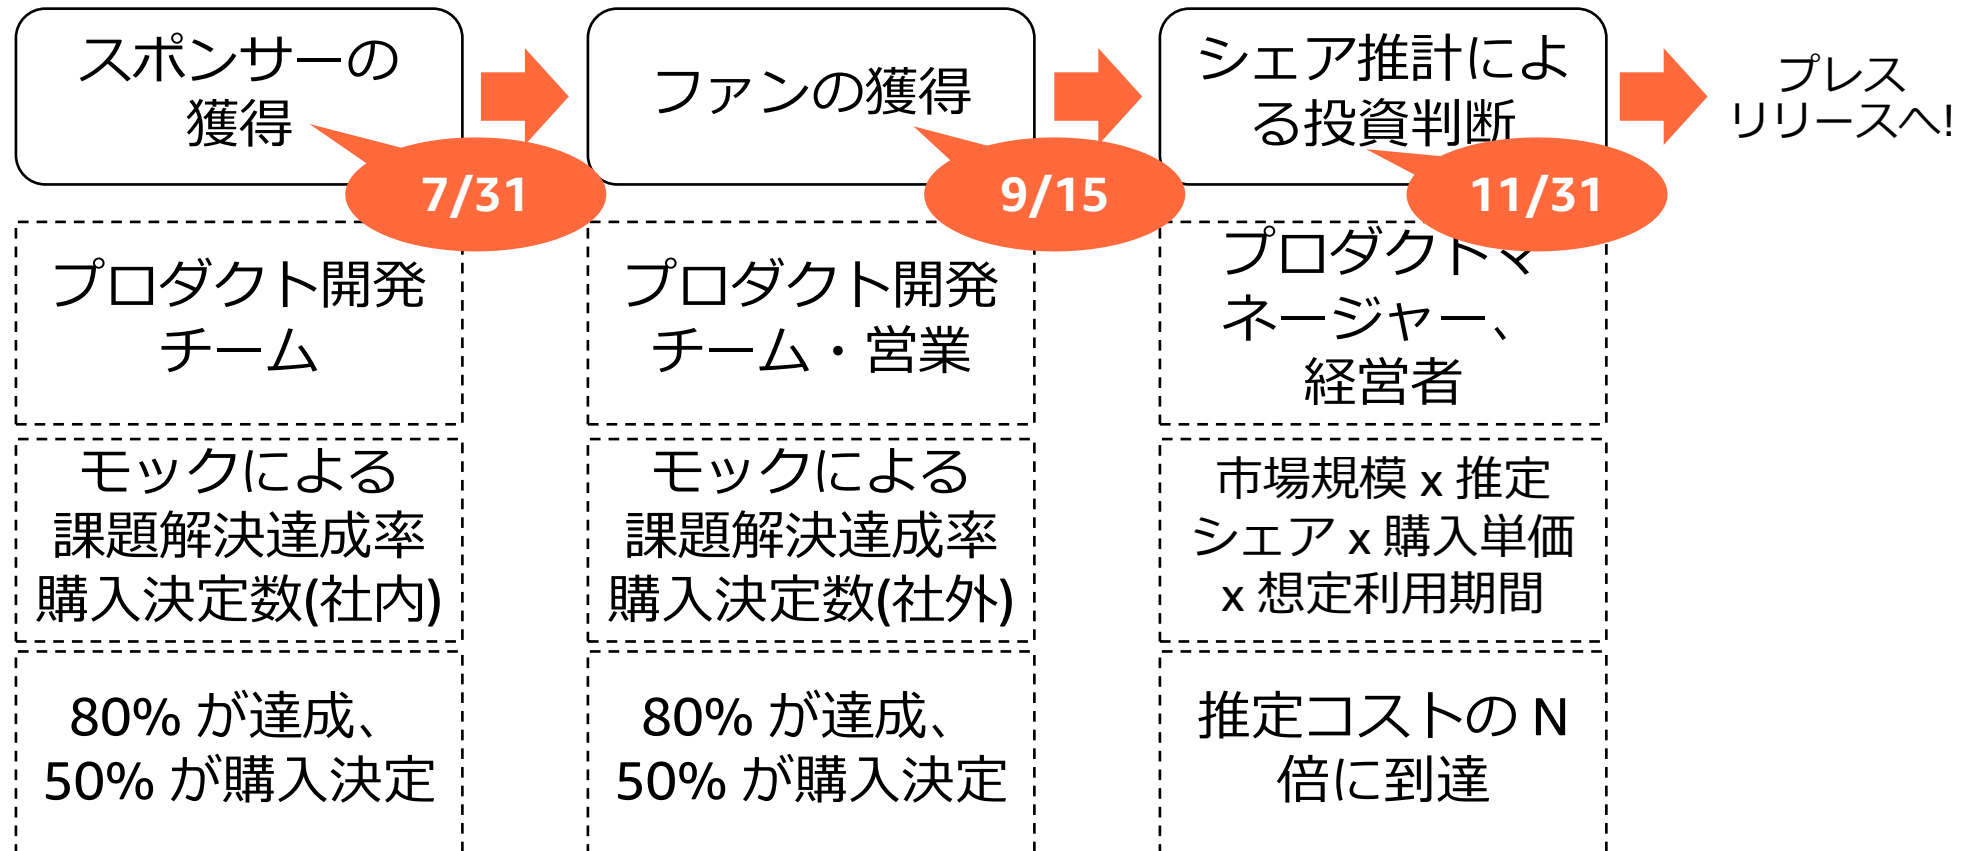 スポンサーの
獲得
7/31
ファンの獲得
9/15
シェア推計によ
る投資判断
11/31
プレス
リリースへ!
プロダクト開発
チーム
プロダクト開発
チーム・営業
プロダクトマ
ネージャー、
経営者
モックによる
課題解決達成率
購入決定数(社内)
モックによる
課題解決達成率
購入決定数(社外)
市場規模 x 推定
シェア x 購入単価
x 想定利用期間
80% が達成、
50% が購入決定
80% が達成、
50% が購入決定
推定コストの N
倍に到達